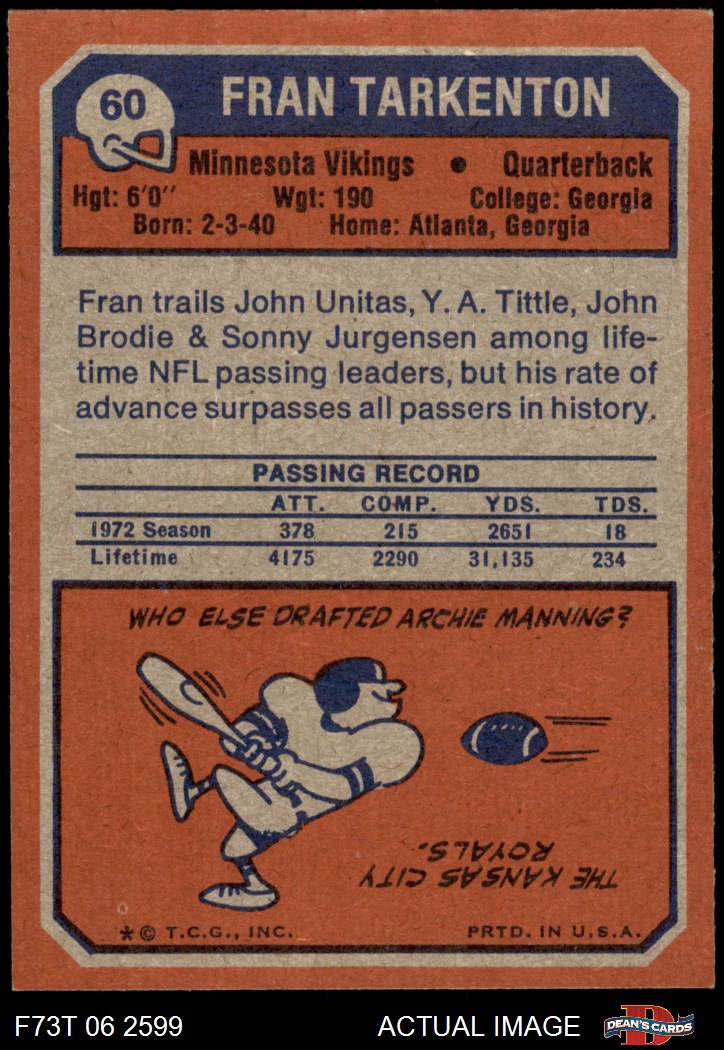 60
FRAN TARKENTON
Minnesota Vikings • Quarterback
Hgt: 6'0'' Wgt: 190 College: Georgia
Born: 2-3-40 Home: Atlanta, Georgia
Fran trails John Unitas, Y. A. Tittle, John
Brodie & Sonny Jurgensen among life-
time NFL passing leaders, but his rate of
advance surpasses all passers in history.
PASSING RECORD
ATT. COMP. YDS. TDS.
1972 Season 378 215 2651 18
Lifetime 4175 2290 31,135 234
WHO ELSE DRAFTED ARCHIE MANNING?
THE KANSAS CITY
ROYALS.
* © T.C.G., INC. PRTD. IN U.S.A.
F73T 06 2599 ACTUAL IMAGE D DEAN'S CARDS